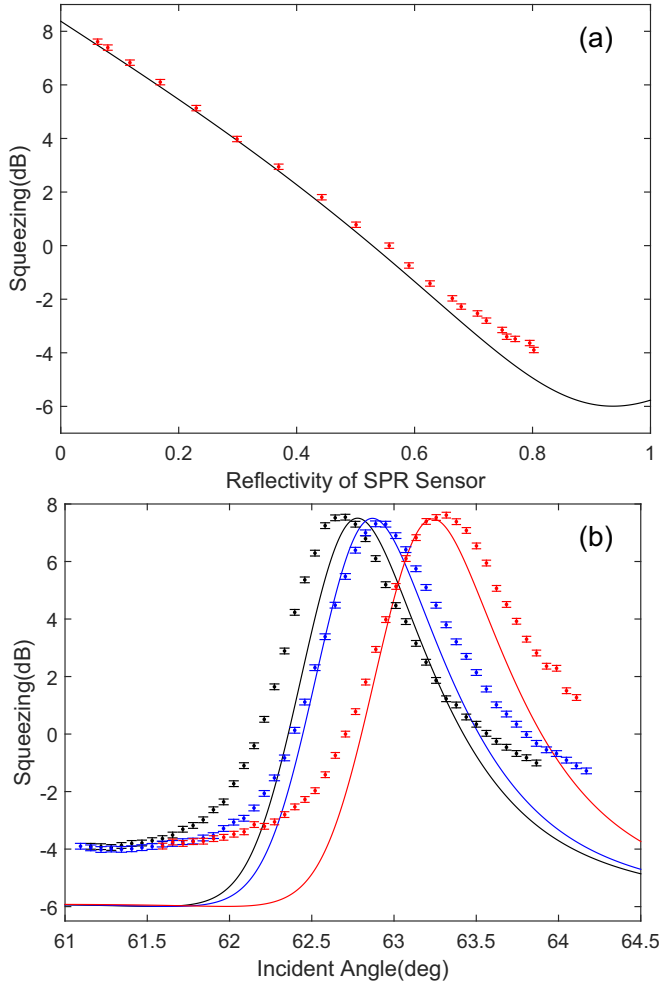 (a)
8
6
4
2
0
-2
-4
-6
Squeezing(dB)
0 0.2 0.4 0.6 0.8 1
Reflectivity of SPR Sensor
(b)
8
6
4
2
0
-2
-4
-6
Squeezing(dB)
61 61.5 62 62.5 63 63.5 64 64.5
Incident Angle(deg)